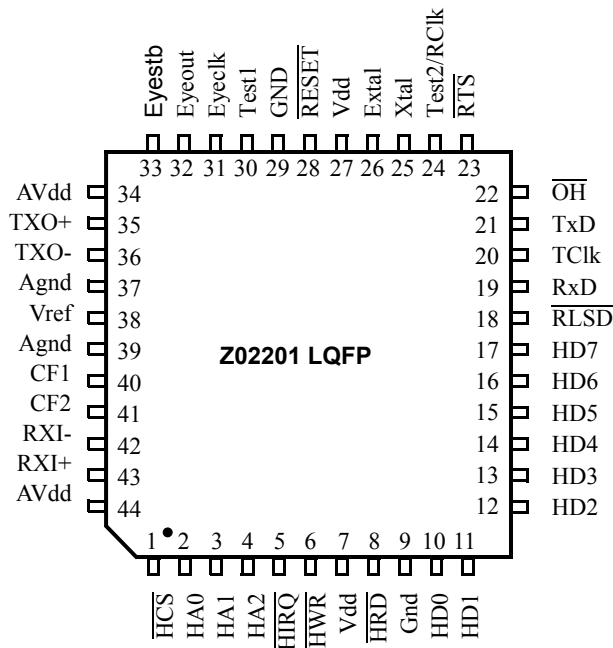 Eyestb
Eyeout
Eyeclk
Test1
GND
RESET
Vdd
Extal
Xtal
Test2/RClk
RTS
33 32 31 30 29 28 27 26 25 24 23
AVdd 34
TXO+ 35
TXO- 36
Agnd 37
Vref 38
Agnd 39
CF1 40
CF2 41
RXI- 42
RXI+ 43
AVdd 44
Z02201 LQFP
22 OH
21 TxD
20 TClk
19 RxD
18 RLSD
17 HD7
16 HD6
15 HD5
14 HD4
13 HD3
12 HD2
1 2 3 4 5 6 7 8 9 10 11
HCS
HA0
HA1
HA2
HIRQ
HWR
Vdd
HRD
Gnd
HD0
HD1